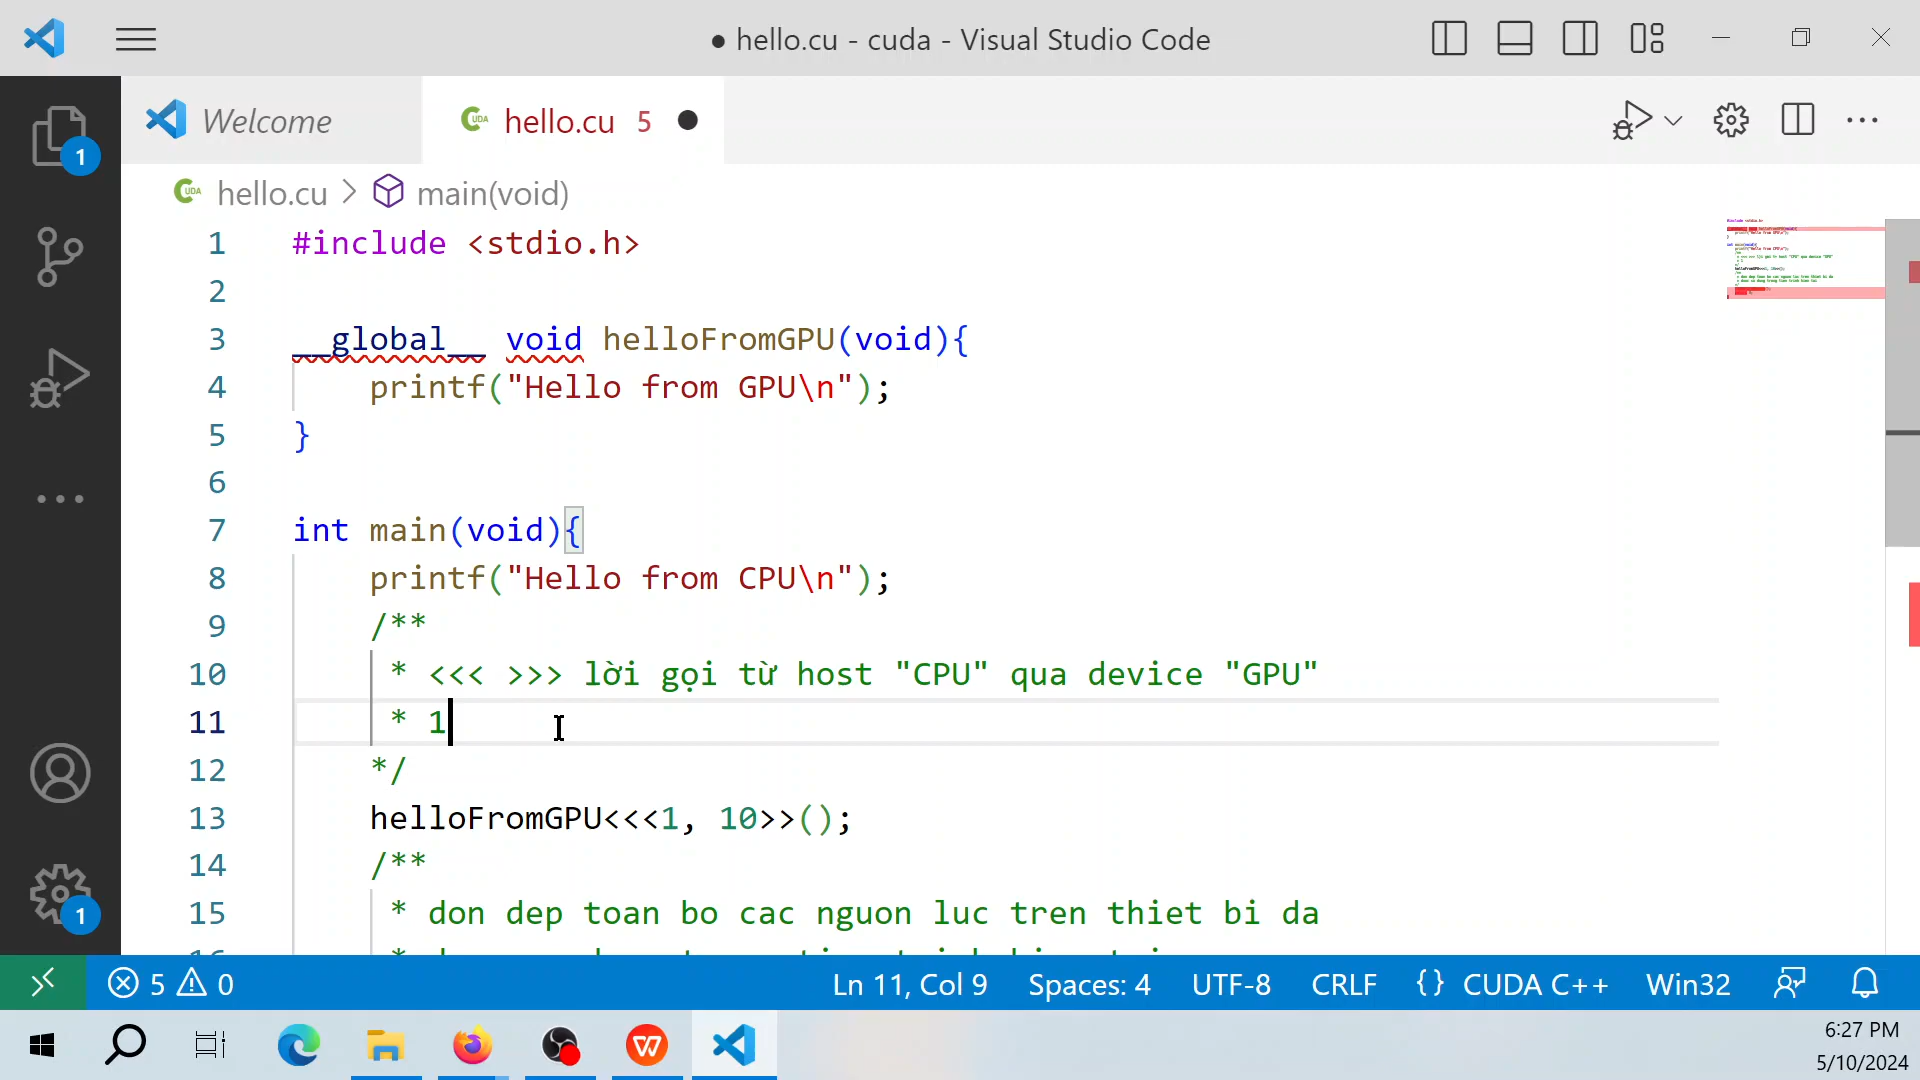 hello.cu - cuda - Visual Studio Code
Welcome
CUDA hello.cu 5
1
CUDA hello.cu > main(void)
1 #include <stdio.h>
2
3 __global__ void helloFromGPU(void){
4 printf("Hello from GPU\n");
5 }
6
7 int main(void){
8 printf("Hello from CPU\n");
9 /**
10 * <<< >>> lời gọi từ host "CPU" qua device "GPU"
11 * 1
12 */
13 helloFromGPU<<<1, 10>>();
14 /**
15 * don dep toan bo cac nguon luc tren thiet bi da
1
5 0
Ln 11, Col 9
Spaces: 4
UTF-8
CRLF
{} CUDA C++
Win32
6:27 PM
5/10/2024